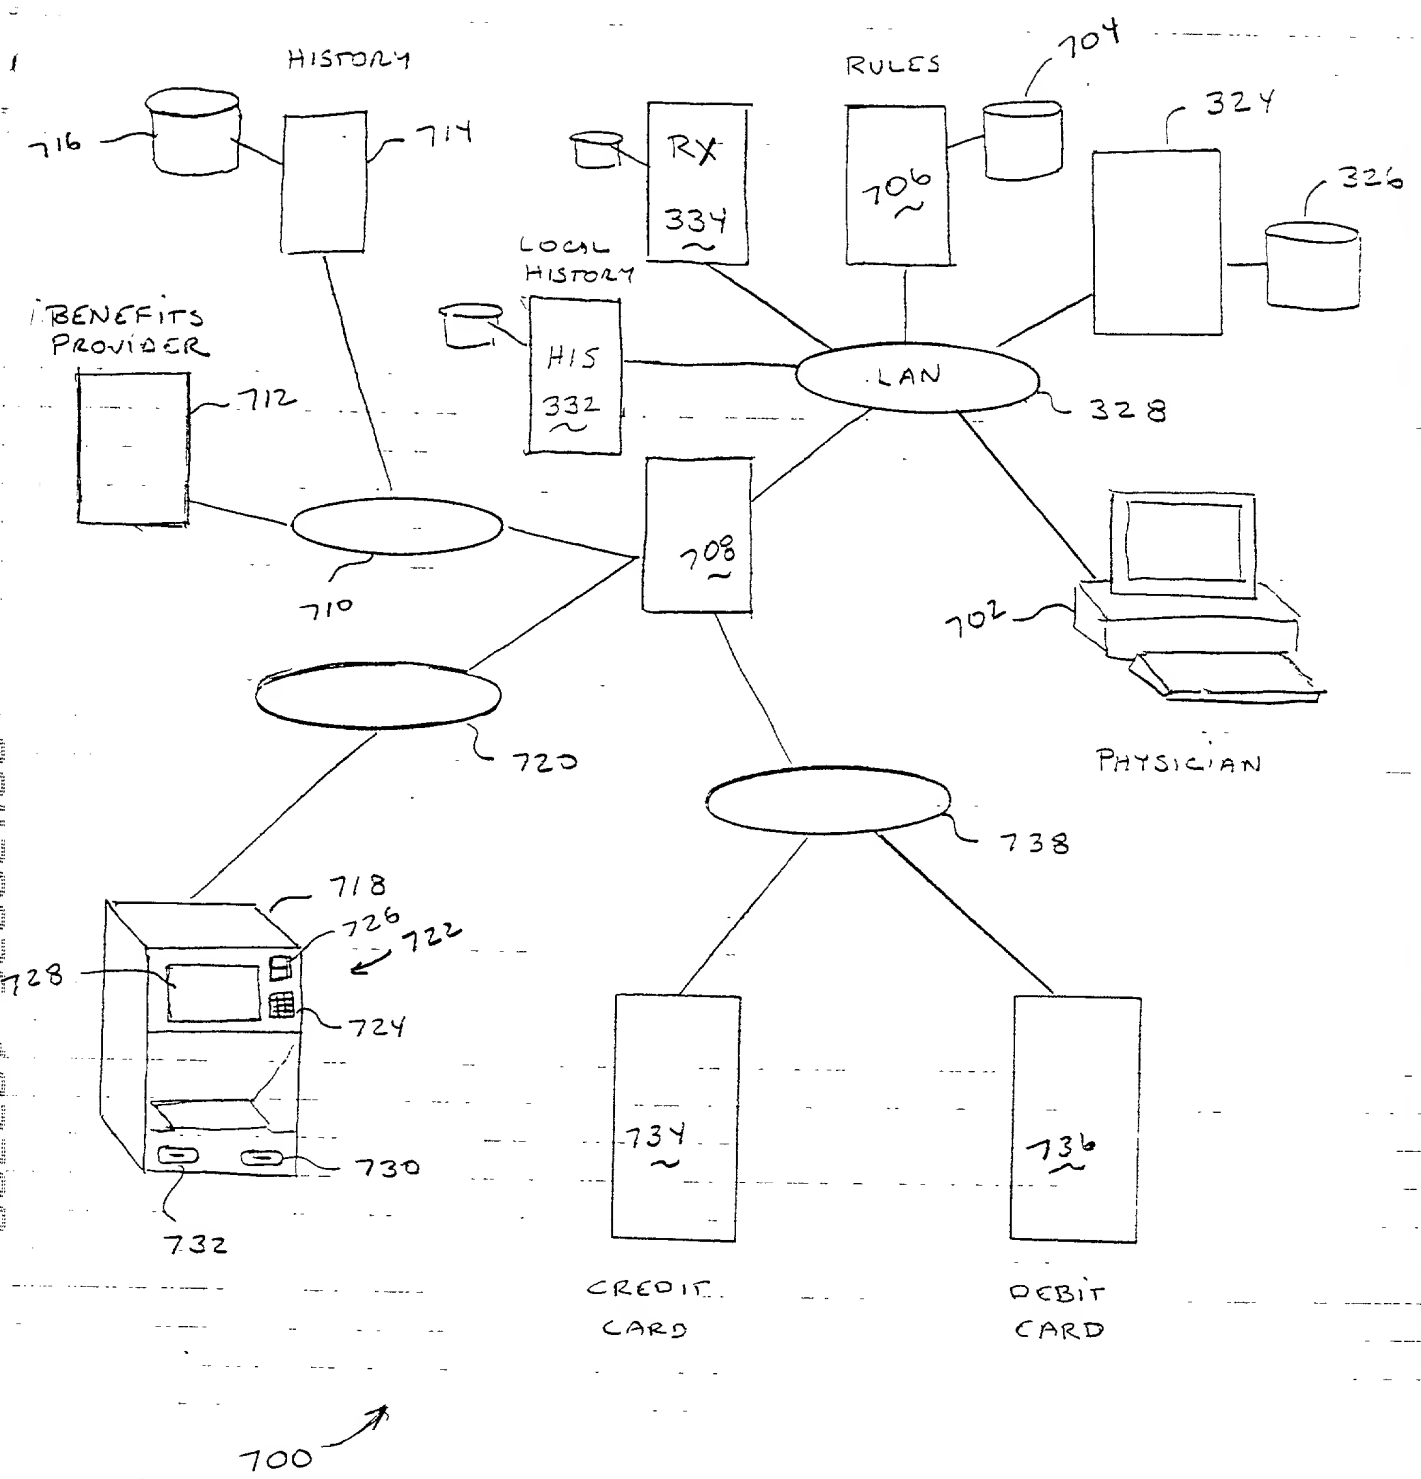 704
HISTORY
RULES
324
716
714
RX
334
706
326
LOCAL
HISTORY
BENEFITS
PROVIDER
712
HIS
332
LAN
328
708
710
702
720
PHYSICIAN
738
718
726
722
728
724
734
736
730
732
CREDIT
CARD
DEBIT
CARD
700